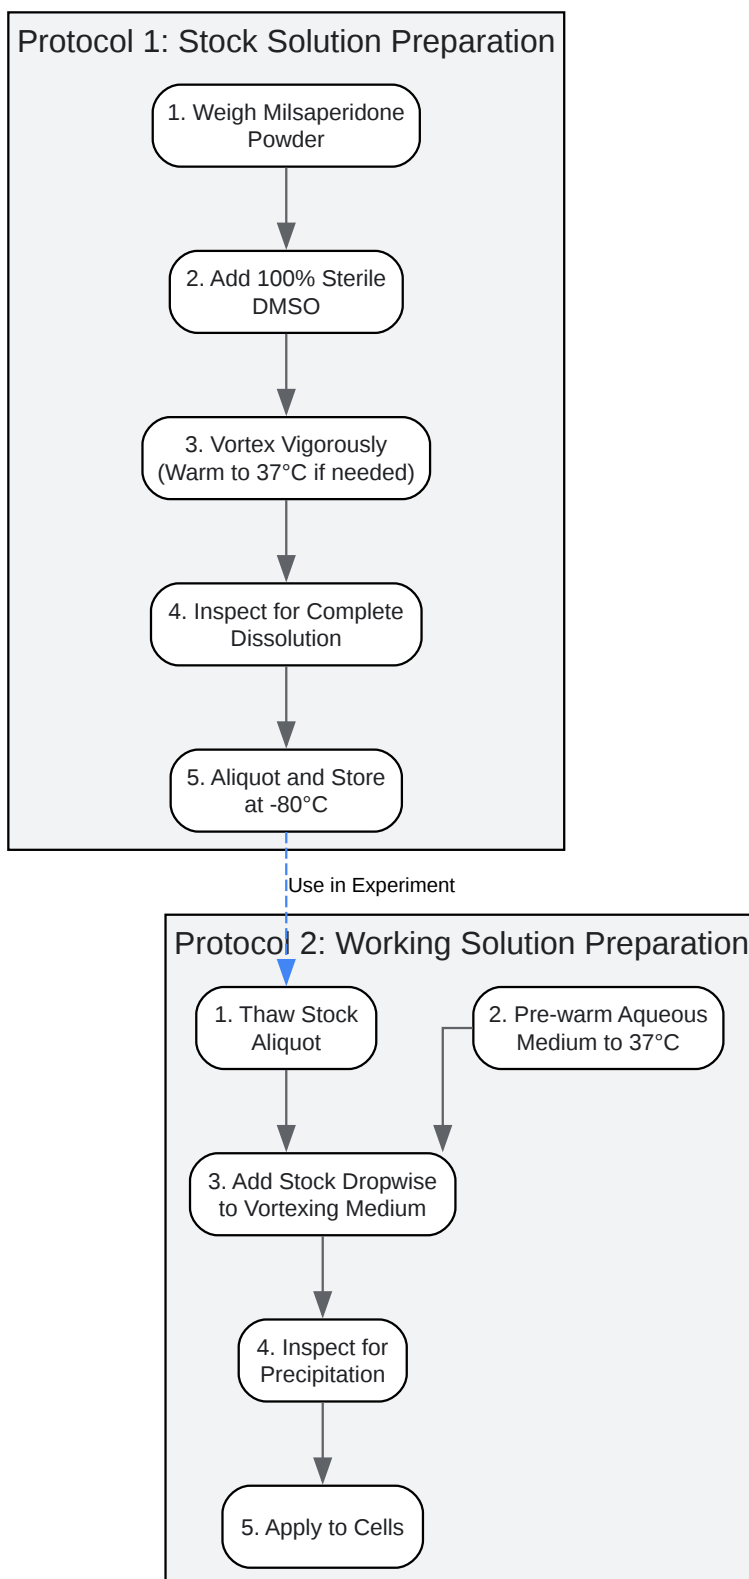 Protocol 1: Stock Solution Preparation
1. Weigh Milsaperidone
Powder
2. Add 100% Sterile
DMSO
3. Vortex Vigorously
(Warm to 37°C if needed)
4. Inspect for Complete
Dissolution
5. Aliquot and Store
at -80°C
Use in Experiment
Protocol 2: Working Solution Preparation
1. Thaw Stock
Aliquot
2. Pre-warm Aqueous
Medium to 37°C
3. Add Stock Dropwise
to Vortexing Medium
4. Inspect for
Precipitation
5. Apply to Cells